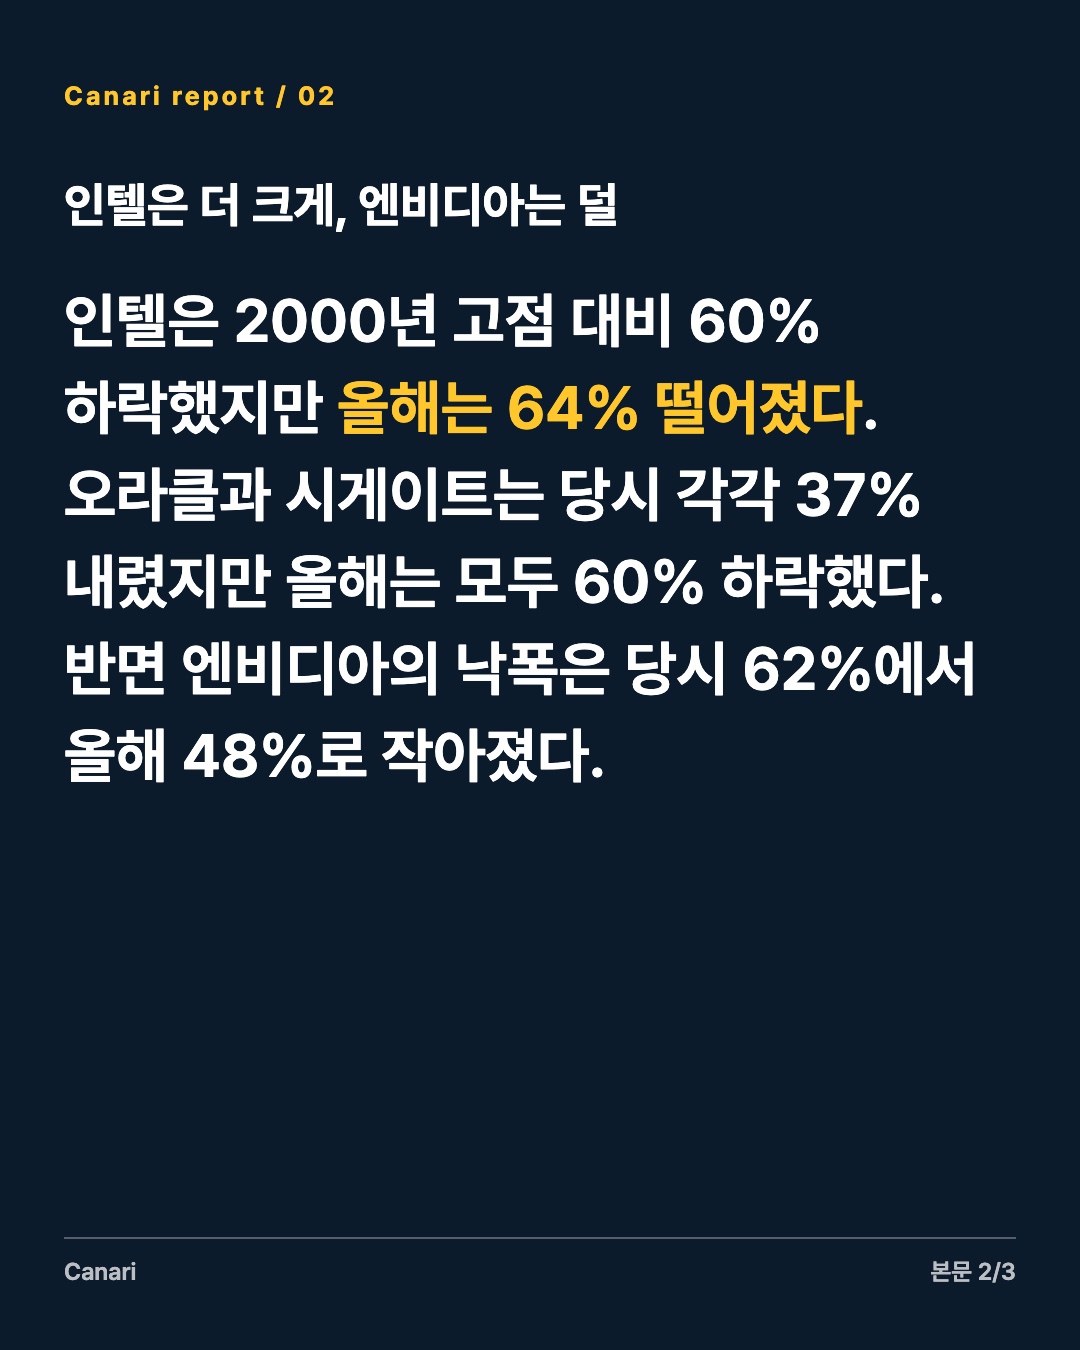 Canari report / 02
인텔은 더 크게, 엔비디아는 덜
인텔은 2000년 고점 대비 60%
하락했지만 올해는 64% 떨어졌다.
오라클과 시게이트는 당시 각각 37%
내렸지만 올해는 모두 60% 하락했다.
반면 엔비디아의 낙폭은 당시 62%에서
올해 48%로 작아졌다.
Canari
본문 2/3